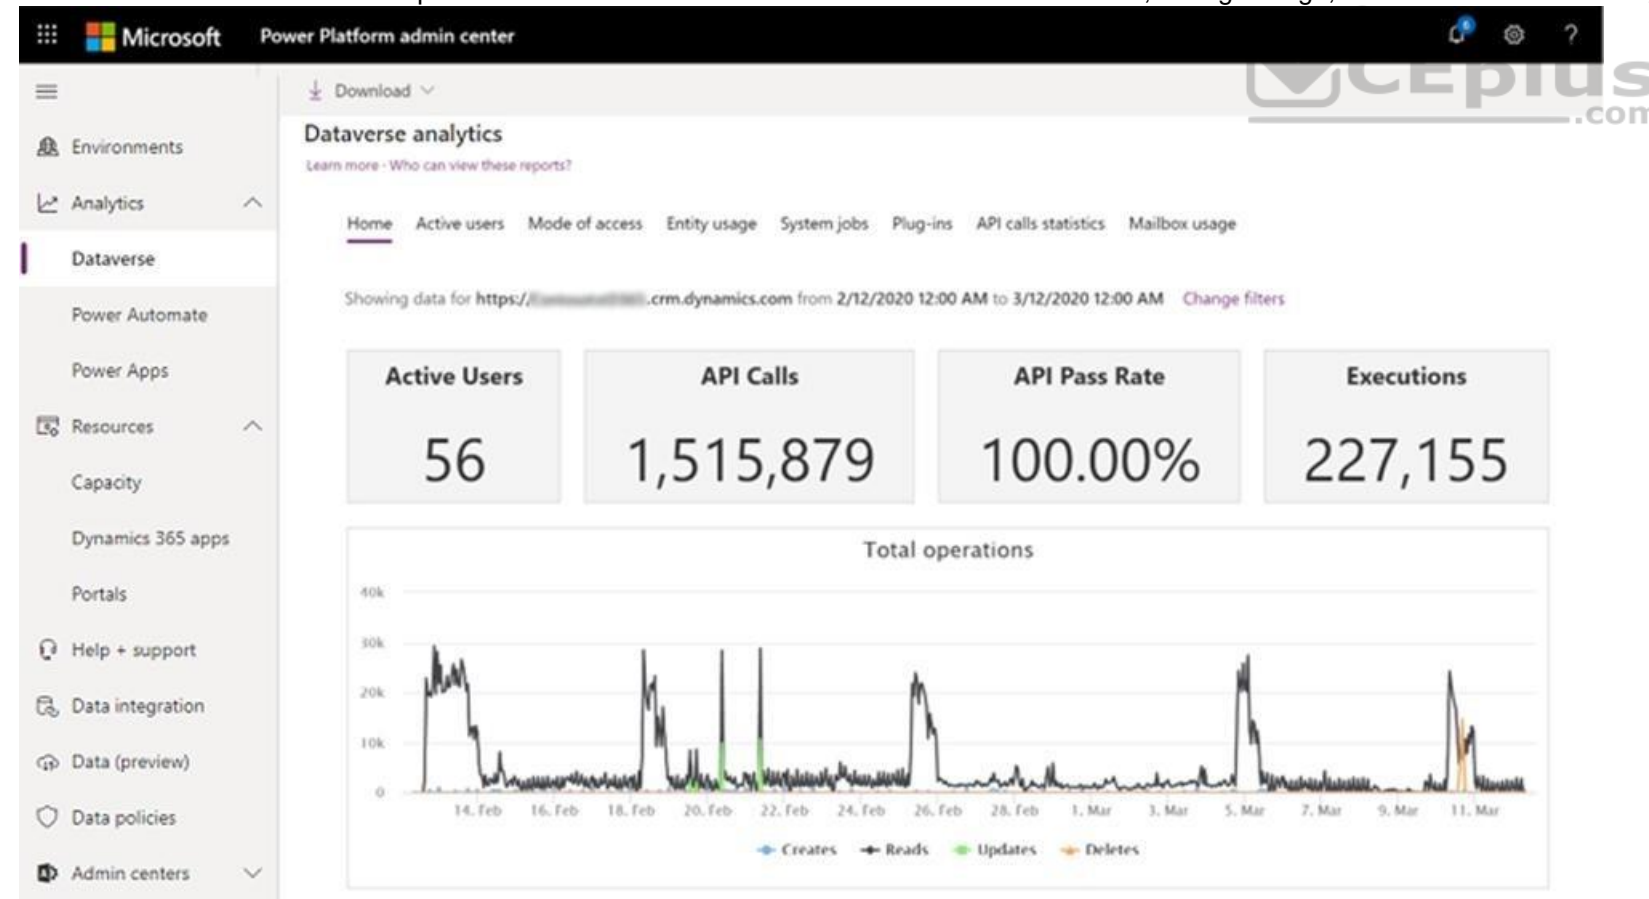 Microsoft Power Platform admin center
6
?
Download
CEplus
.com
Dataverse analytics
Learn more · Who can view these reports?
Environments
Analytics
Dataverse
Power Automate
Power Apps
Resources
Capacity
Dynamics 365 apps
Portals
Help + support
Data integration
Data (preview)
Data policies
Admin centers
Home Active users Mode of access Entity usage System jobs Plug-ins API calls statistics Mailbox usage
Showing data for https:// .crm.dynamics.com from 2/12/2020 12:00 AM to 3/12/2020 12:00 AM Change filters
Active Users API Calls API Pass Rate Executions
56 1,515,879 100.00% 227,155
Total operations
40k
30k
20k
10k
0
14. Feb 16. Feb 18. Feb 20. Feb 22. Feb 24. Feb 26. Feb 28. Feb 1. Mar 3. Mar 5. Mar 7. Mar 9. Mar 11. Mar
Creates Reads Updates Deletes